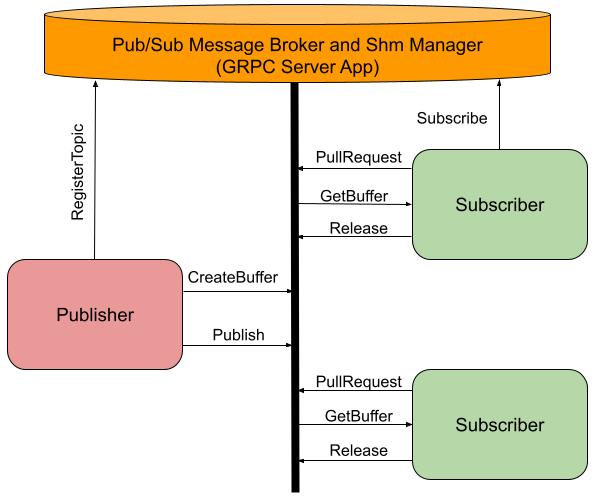 Pub/Sub Message Broker and Shm Manager
(GRPC Server App)
RegisterTopic
Subscribe
PullRequest
GetBuffer
Release
Subscriber
Publisher
CreateBuffer
Publish
PullRequest
GetBuffer
Release
Subscriber